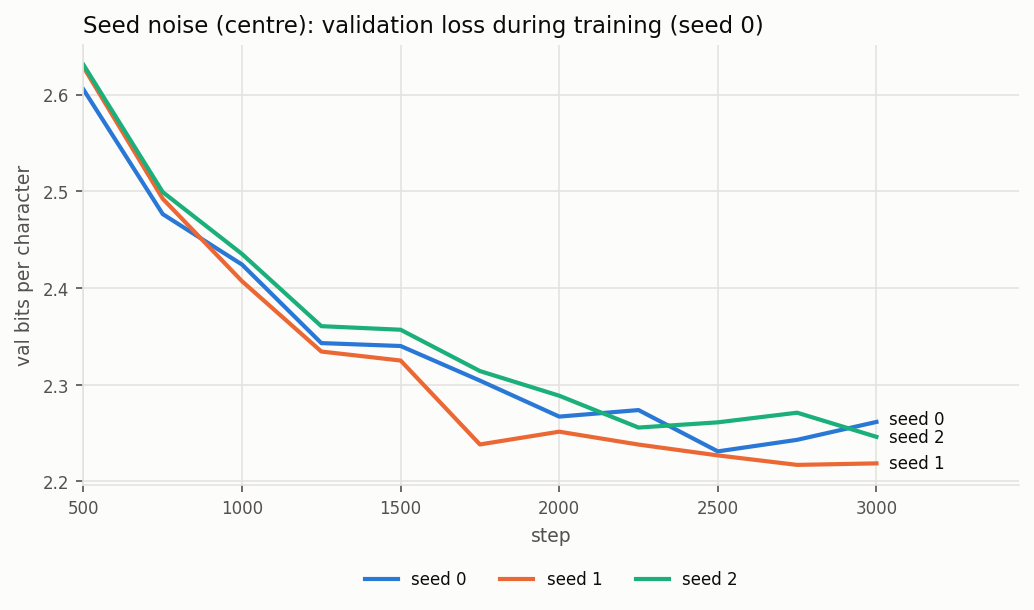 Seed noise (centre): validation loss during training (seed 0)
val bits per character
2.6
2.5
2.4
2.3
2.2
seed 0
seed 2
seed 1
500 1000 1500 2000 2500 3000
step
seed 0 seed 1 seed 2